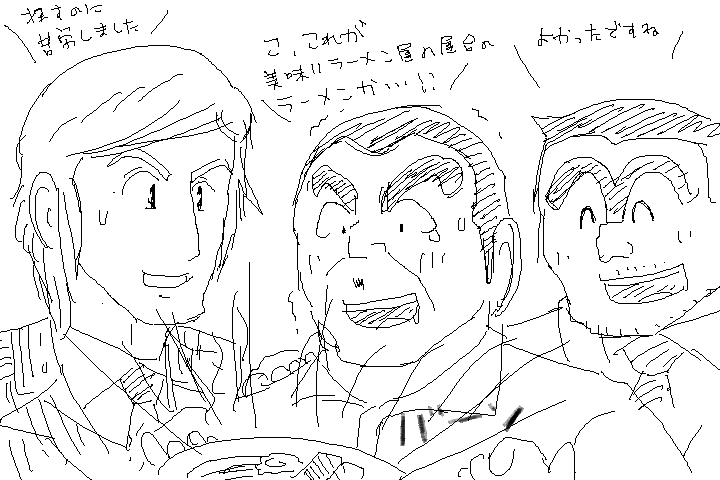 探すのに
苦労しました
こ、これが
美味いラーメン屋の屋台の
ラーメンかい…!!
よかったですね
バーン